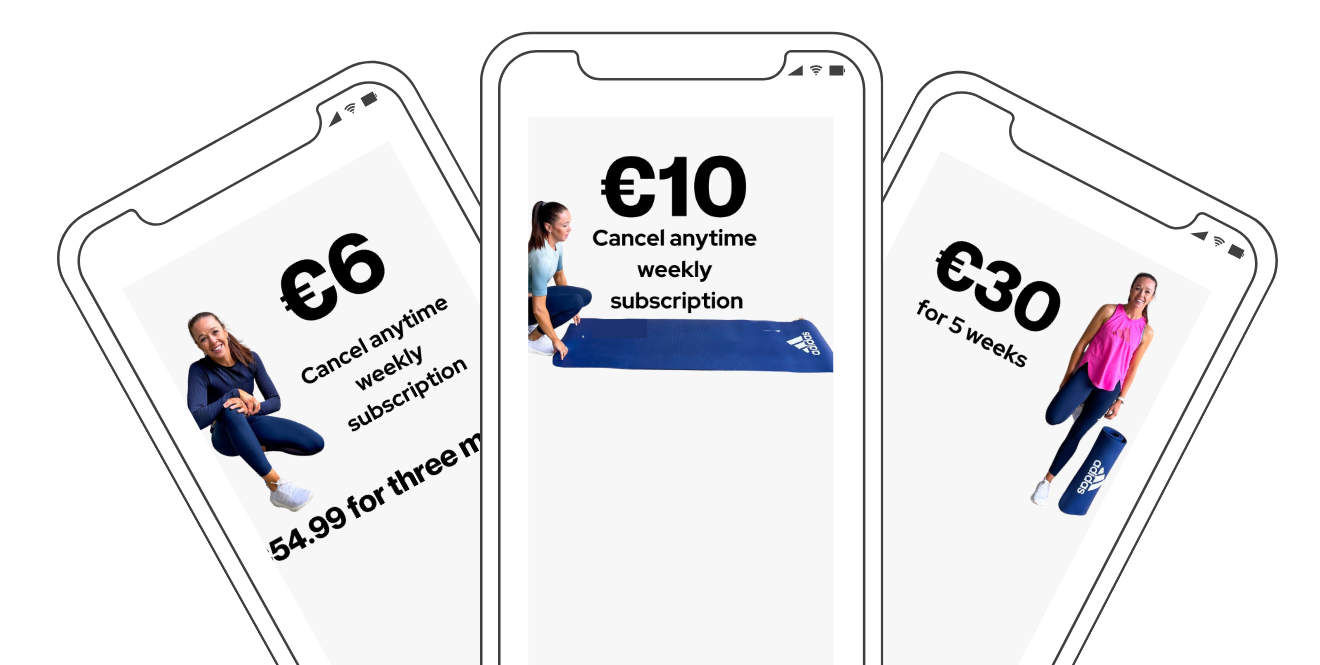 €6
Cancel anytime
weekly
subscription
54.99 for three
€10
Cancel anytime
weekly
subscription
adidas
€30
for 5 weeks
adidas